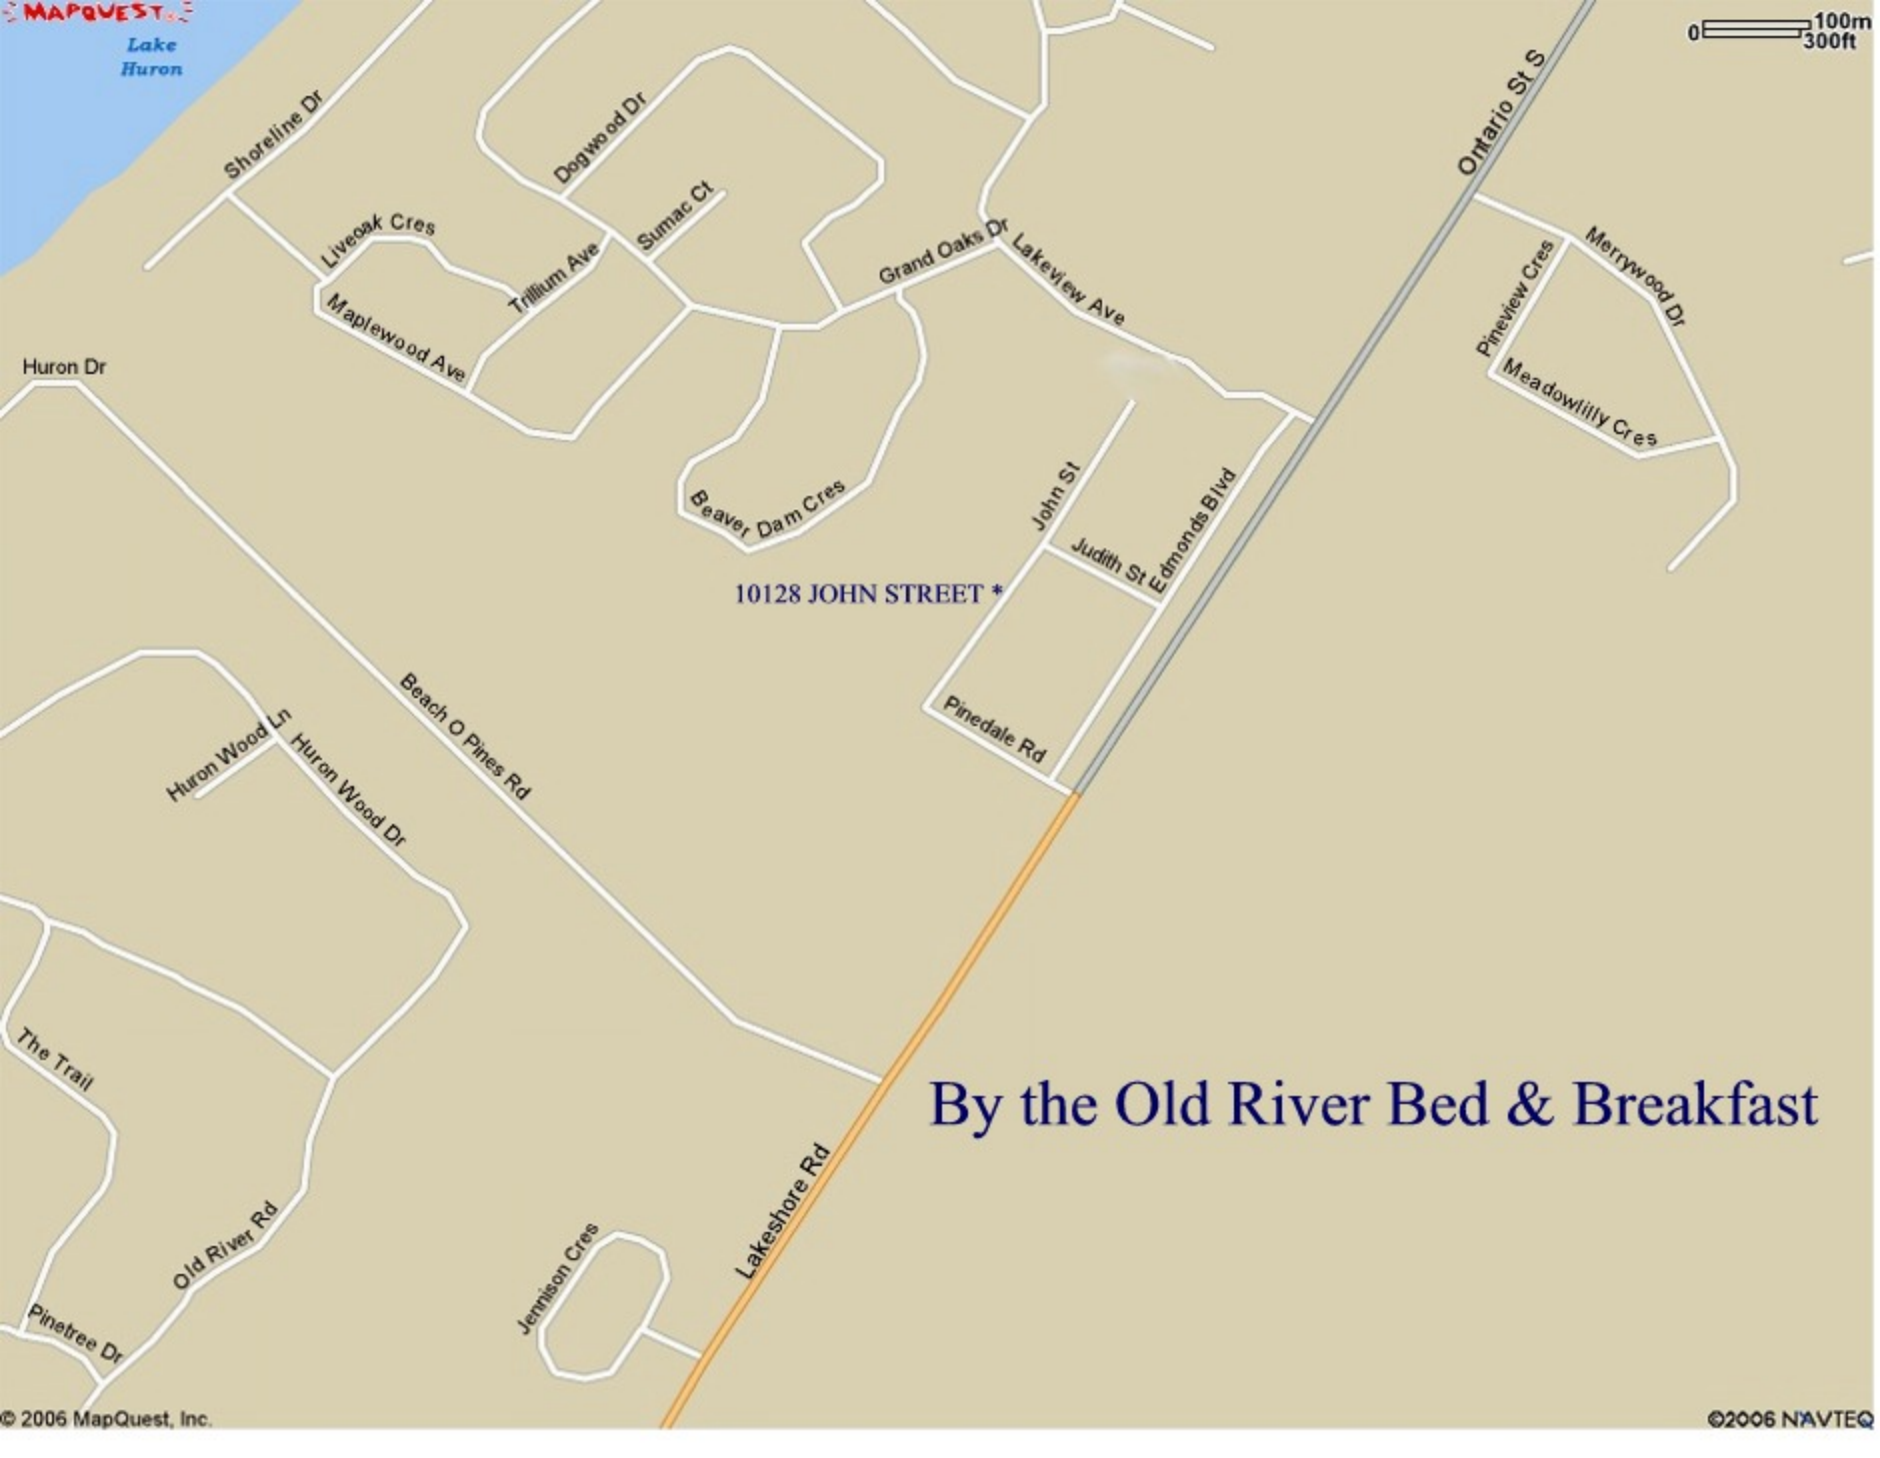 MAPQUEST
Lake
Huron
0
100m
300ft
Ontario St S
Shoreline Dr
Dogwood Dr
Sumac Ct
Liveoak Cres
Trillium Ave
Grand Oaks Dr
Lakeview Ave
Merrywood Dr
Pineview Cres
Maplewood Ave
Huron Dr
Meadowlilly Cres
Beaver Dam Cres
John St
Edmonds Blvd
Judith St
10128 JOHN STREET *
Beach O Pines Rd
Pinedale Rd
Huron Wood Ln
Huron Wood Dr
The Trail
By the Old River Bed & Breakfast
Lakeshore Rd
Old River Rd
Jennison Cres
Pinetree Dr
© 2006 MapQuest, Inc.
©2006 NAVTEQ